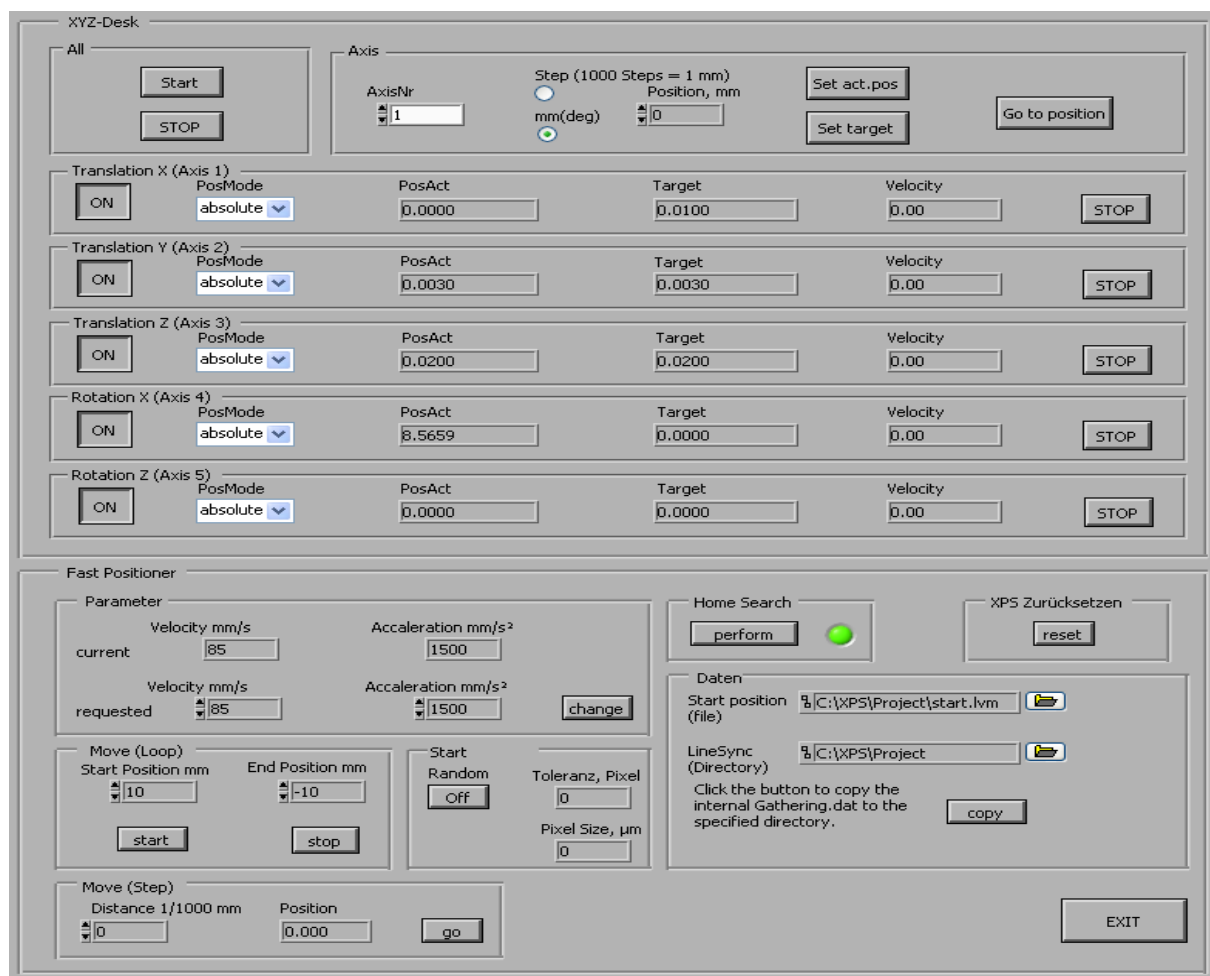 XYZ-Desk
All
Start
STOP
Axis
AxisNr
1
Step (1000 Steps = 1 mm)
mm(deg)
Position, mm
0
Set act.pos
Set target
Go to position
Translation X (Axis 1)
ON
PosMode
absolute
PosAct
0.0000
Target
0.0100
Velocity
0.00
STOP
Translation Y (Axis 2)
ON
PosMode
absolute
PosAct
0.0030
Target
0.0030
Velocity
0.00
STOP
Translation Z (Axis 3)
ON
PosMode
absolute
PosAct
0.0200
Target
0.0200
Velocity
0.00
STOP
Rotation X (Axis 4)
ON
PosMode
absolute
PosAct
8.5659
Target
0.0000
Velocity
0.00
STOP
Rotation Z (Axis 5)
ON
PosMode
absolute
PosAct
0.0000
Target
0.0000
Velocity
0.00
STOP
Fast Positioner
Parameter
Velocity mm/s
Accaleration mm/s²
current
85
1500
Velocity mm/s
Accaleration mm/s²
requested
85
1500
change
Home Search
perform
XPS Zurücksetzen
reset
Daten
Start position
(file)
C:\XPS\Project\start.lvm
LineSync
(Directory)
C:\XPS\Project
Click the button to copy the
internal Gathering.dat to the
specified directory.
copy
Move (Loop)
Start Position mm
10
End Position mm
-10
start
stop
Start
Random
Off
Toleranz, Pixel
0
Pixel Size, µm
0
Move (Step)
Distance 1/1000 mm
0
Position
0.000
go
EXIT